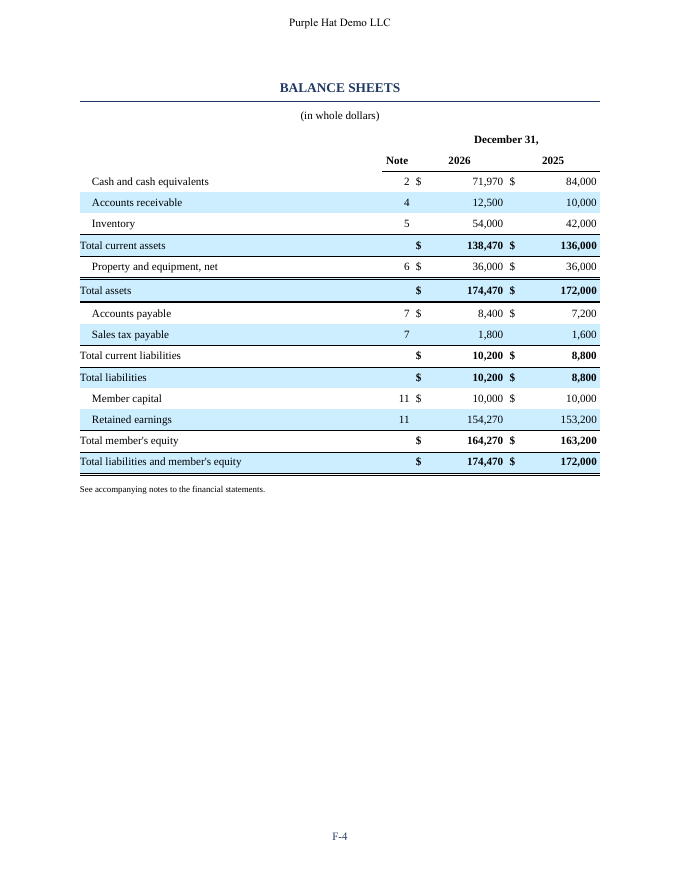 Purple Hat Demo LLC
BALANCE SHEETS
(in whole dollars)
December 31,
Note 2026 2025
Cash and cash equivalents 2 $ 71,970 $ 84,000
Accounts receivable 4 12,500 10,000
Inventory 5 54,000 42,000
Total current assets $ 138,470 $ 136,000
Property and equipment, net 6 $ 36,000 $ 36,000
Total assets $ 174,470 $ 172,000
Accounts payable 7 $ 8,400 $ 7,200
Sales tax payable 7 1,800 1,600
Total current liabilities $ 10,200 $ 8,800
Total liabilities $ 10,200 $ 8,800
Member capital 11 $ 10,000 $ 10,000
Retained earnings 11 154,270 153,200
Total member's equity $ 164,270 $ 163,200
Total liabilities and member's equity $ 174,470 $ 172,000
See accompanying notes to the financial statements.
F-4